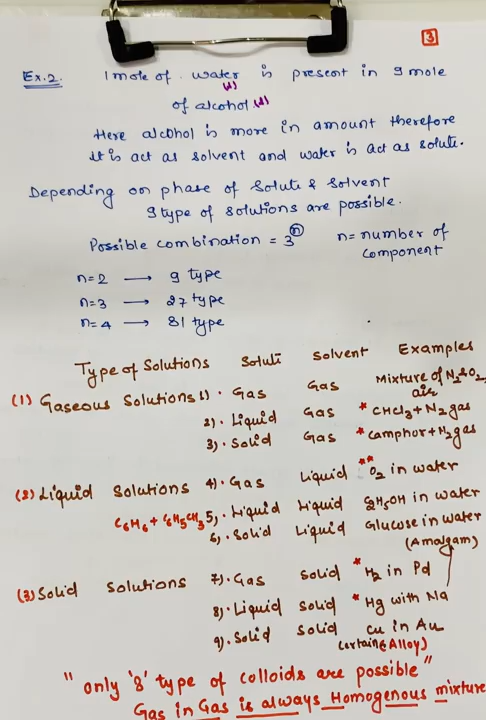 3
Ex.2. 1 mole of water is present in 9 mole
(l)
of alcohol (l)
Here alcohol is more in amount therefore
it is act as solvent and water is act as solute.
Depending on phase of Solute & Solvent
9 type of solutions are possible.
Possible combination = 3ⁿ n = number of
component
n=2 → 9 type
n=3 → 27 type
n=4 → 81 type
Type of Solutions Solute Solvent Examples
(1) Gaseous Solutions 1). Gas Gas Mixture of N₂&O₂,
air
2). Liquid Gas *CHCl₃+N₂ gas
3). Solid Gas *Camphor+N₂ gas
(2) Liquid Solutions 4). Gas Liquid **O₂ in water
C₆H₆ + C₆H₅CH₃ 5). Liquid Liquid C₂H₅OH in water
6). Solid Liquid Glucose in water
(Amalgam)
(3) Solid Solutions 7). Gas Solid *H₂ in Pd
8). Liquid Solid *Hg with Na
9). Solid Solid Cu in Au
(Alloy)
"only '8' type of colloids are possible"
Gas in Gas is always Homogenous mixture